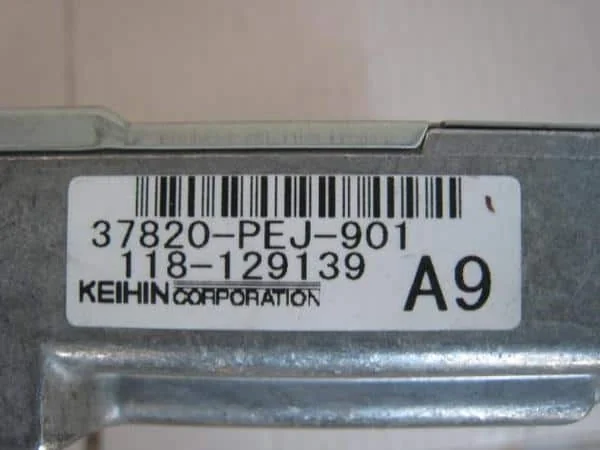 37820-PEJ-901
118-129139
KEIHIN CORPORATION
A9